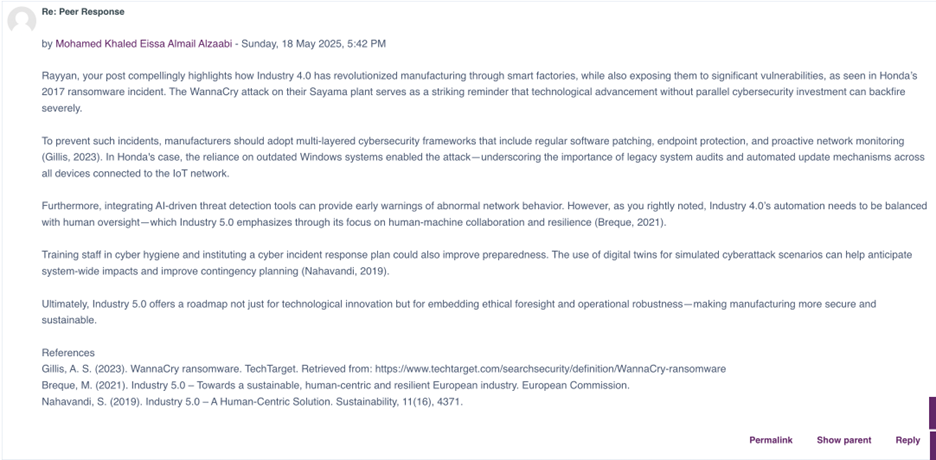 Re: Peer Response
by Mohamed Khaled Eissa Almail Alzaabi - Sunday, 18 May 2025, 5:42 PM
Rayyan, your post compellingly highlights how Industry 4.0 has revolutionized manufacturing through smart factories, while also exposing them to significant vulnerabilities, as seen in Honda's
2017 ransomware incident. The WannaCry attack on their Sayama plant serves as a striking reminder that technological advancement without parallel cybersecurity investment can backfire
severely.
To prevent such incidents, manufacturers should adopt multi-layered cybersecurity frameworks that include regular software patching, endpoint protection, and proactive network monitoring
(Gillis, 2023). In Honda's case, the reliance on outdated Windows systems enabled the attack—underscoring the importance of legacy system audits and automated update mechanisms across
all devices connected to the IoT network.
Furthermore, integrating AI-driven threat detection tools can provide early warnings of abnormal network behavior. However, as you rightly noted, Industry 4.0's automation needs to be balanced
with human oversight—which Industry 5.0 emphasizes through its focus on human-machine collaboration and resilience (Breque, 2021).
Training staff in cyber hygiene and instituting a cyber incident response plan could also improve preparedness. The use of digital twins for simulated cyberattack scenarios can help anticipate
system-wide impacts and improve contingency planning (Nahavandi, 2019).
Ultimately, Industry 5.0 offers a roadmap not just for technological innovation but for embedding ethical foresight and operational robustness—making manufacturing more secure and
sustainable.
References
Gillis, A. S. (2023). WannaCry ransomware. TechTarget. Retrieved from: https://www.techtarget.com/searchsecurity/definition/WannaCry-ransomware
Breque, M. (2021). Industry 5.0 – Towards a sustainable, human-centric and resilient European industry. European Commission.
Nahavandi, S. (2019). Industry 5.0 – A Human-Centric Solution. Sustainability, 11(16), 4371.
Permalink Show parent Reply